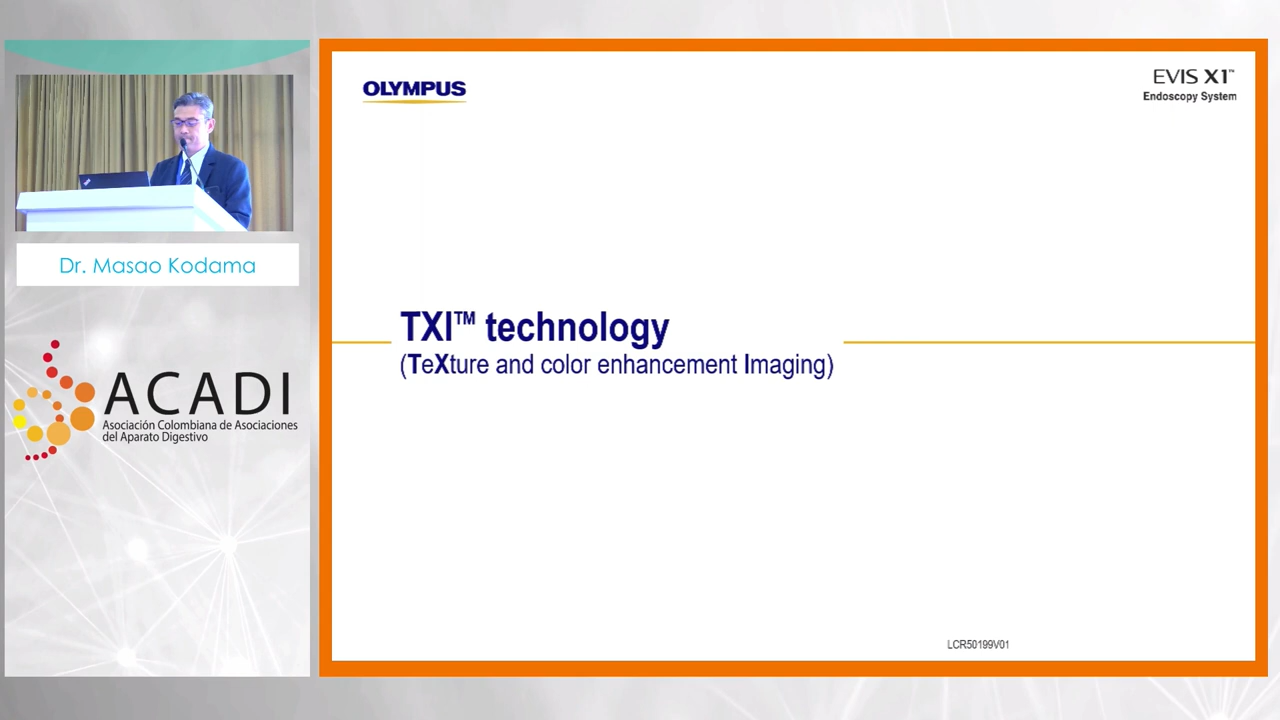 OLYMPUS
EVIS X1™
Endoscopy System
Dr. Masao Kodama
TXI™ technology
(TeXture and color enhancement Imaging)
ACADI
Asociación Colombiana de Asociaciones
del Aparato Digestivo
LCR50199V01